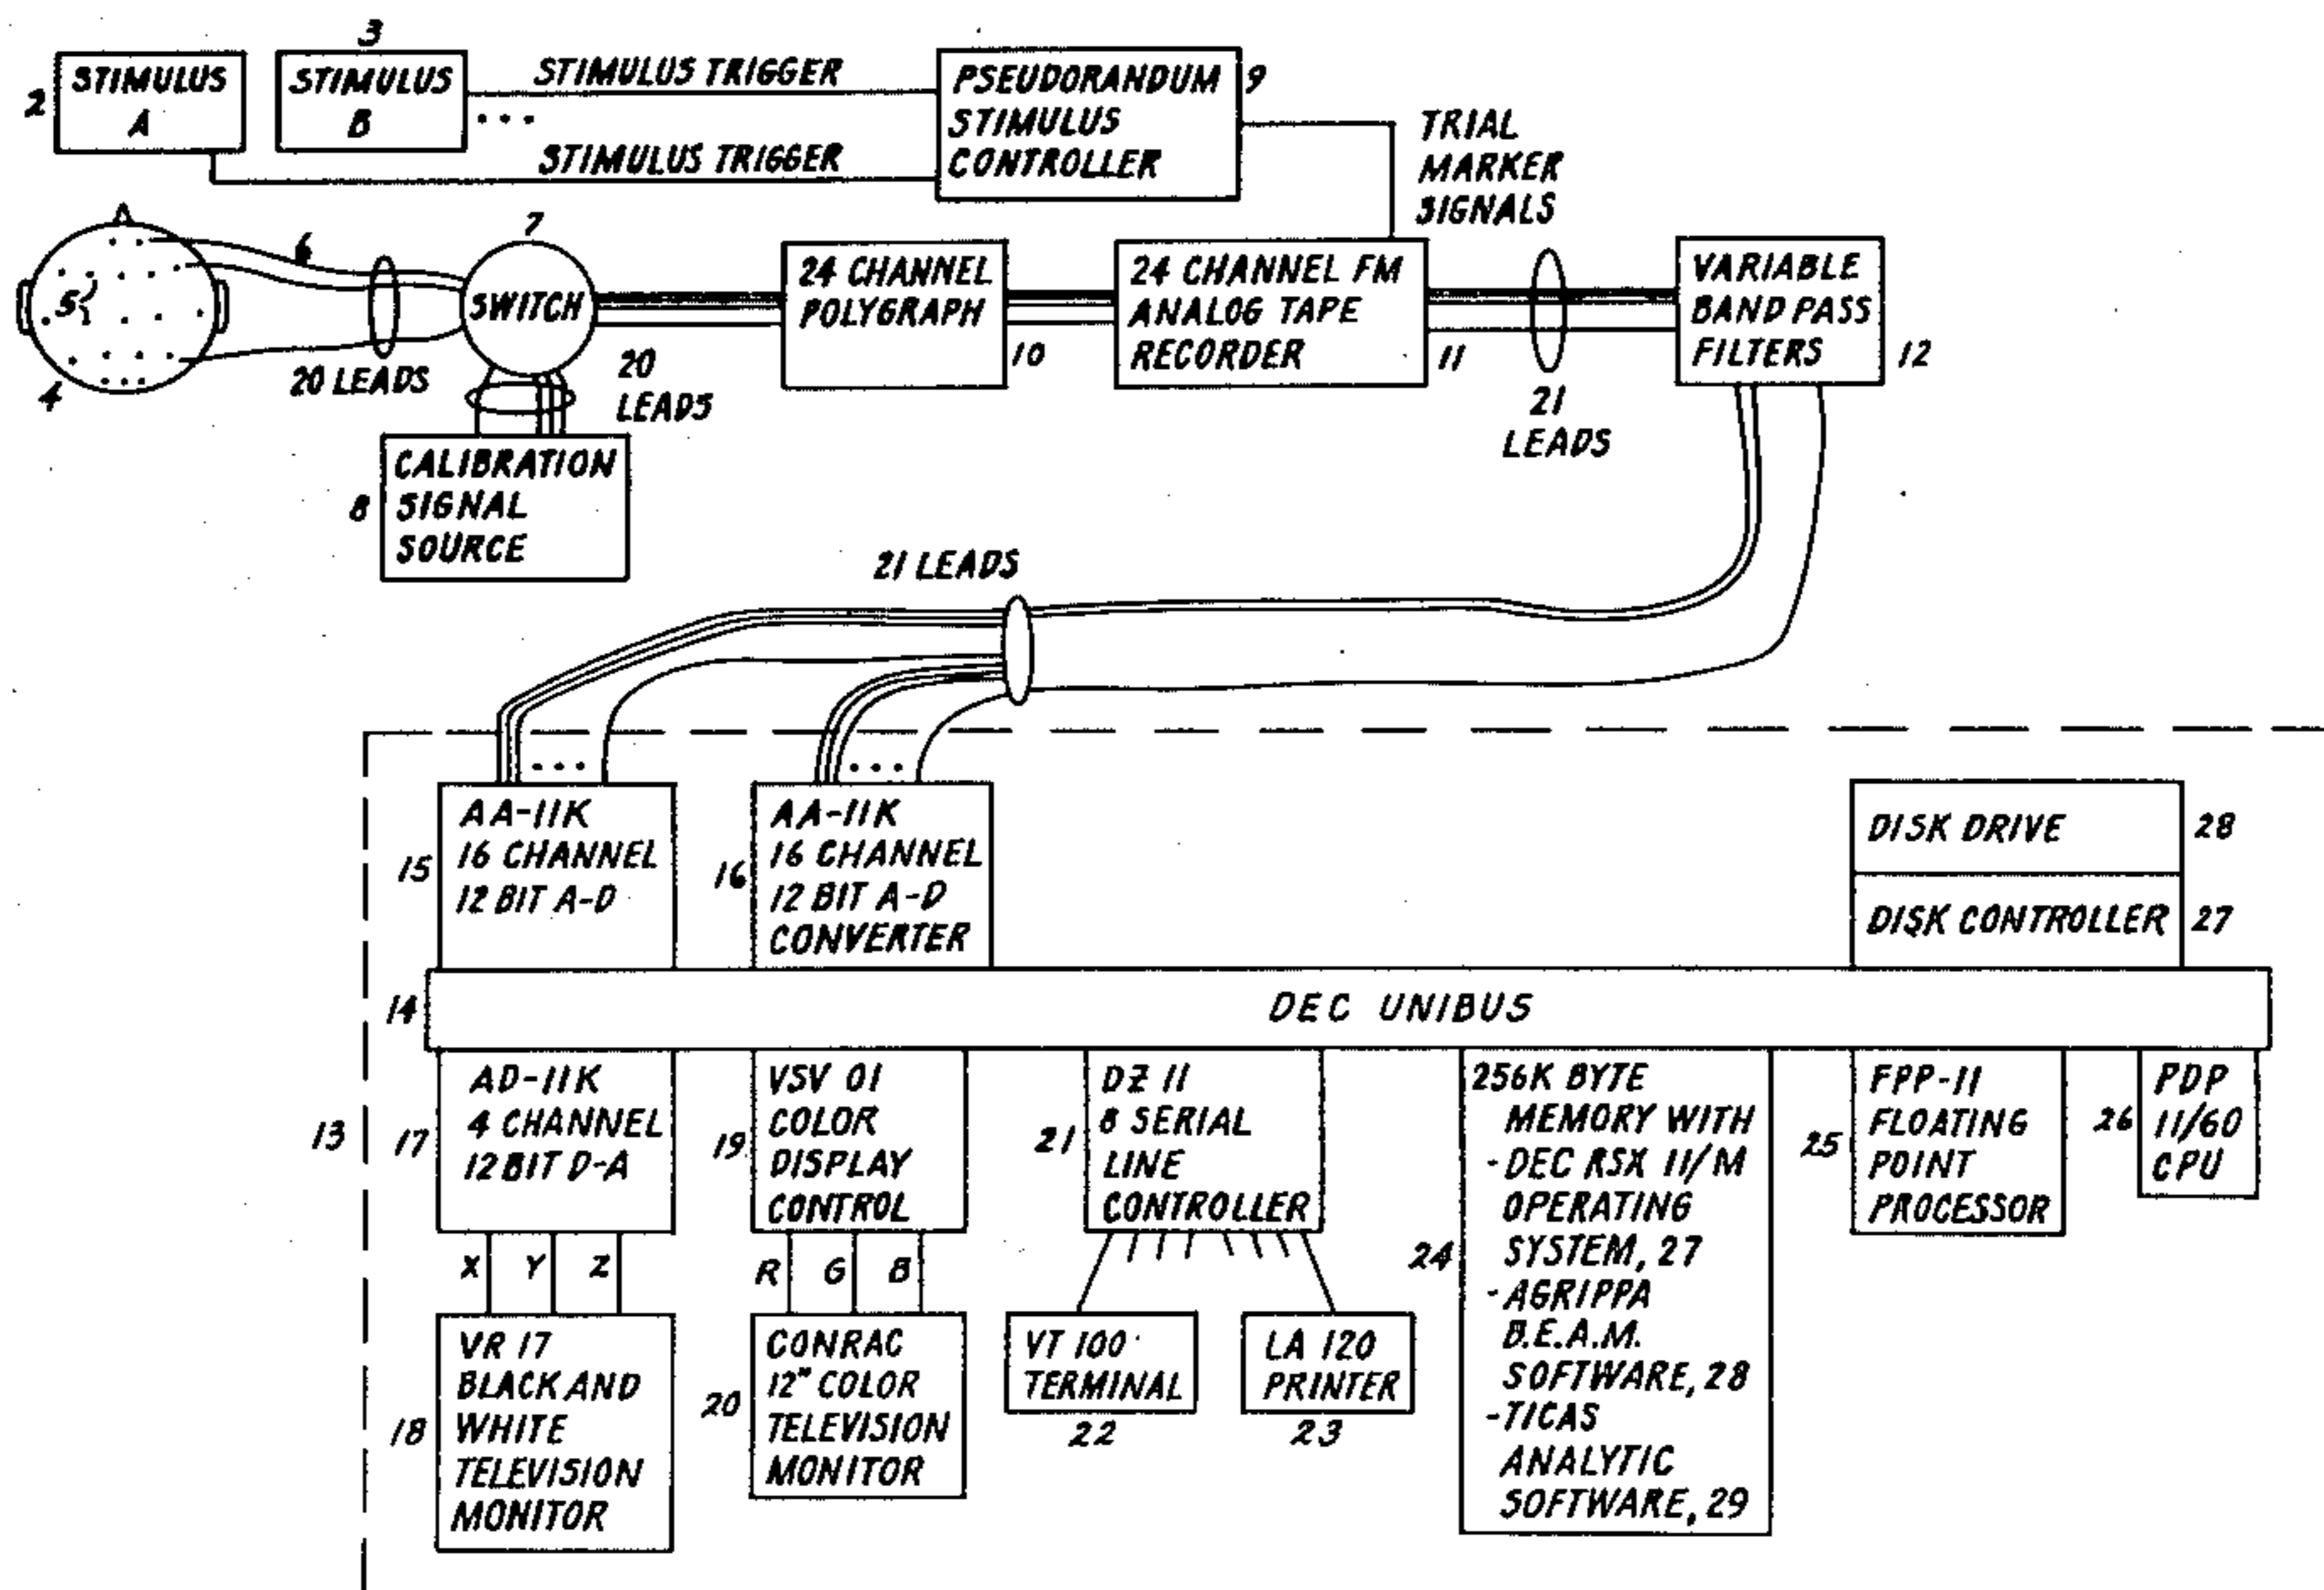 3
2
STIMULUS
A
STIMULUS
B
...
STIMULUS TRIGGER
STIMULUS TRIGGER
PSEUDORANDUM
STIMULUS
CONTROLLER
9
TRIAL
MARKER
SIGNALS
4
5
6
20 LEADS
7
SWITCH
20
LEADS
8
CALIBRATION
SIGNAL
SOURCE
24 CHANNEL
POLYGRAPH
10
24 CHANNEL FM
ANALOG TAPE
RECORDER
11
21
LEADS
VARIABLE
BAND PASS
FILTERS
12
21 LEADS
...
...
15
AA-11K
16 CHANNEL
12 BIT A-D
16
AA-11K
16 CHANNEL
12 BIT A-D
CONVERTER
DISK DRIVE
28
DISK CONTROLLER
27
14
DEC UNIBUS
13
17
AD-11K
4 CHANNEL
12 BIT D-A
19
VSV 01
COLOR
DISPLAY
CONTROL
21
DZ 11
8 SERIAL
LINE
CONTROLLER
24
256K BYTE
MEMORY WITH
-DEC RSX 11/M
OPERATING
SYSTEM, 27
-AGRIPPA
B.E.A.M.
SOFTWARE, 28
-TICAS
ANALYTIC
SOFTWARE, 29
25
FPP-11
FLOATING
POINT
PROCESSOR
26
PDP
11/60
CPU
X Y Z
R G B
18
VR 17
BLACK AND
WHITE
TELEVISION
MONITOR
20
CONRAC
12" COLOR
TELEVISION
MONITOR
VT 100
TERMINAL
22
LA 120
PRINTER
23